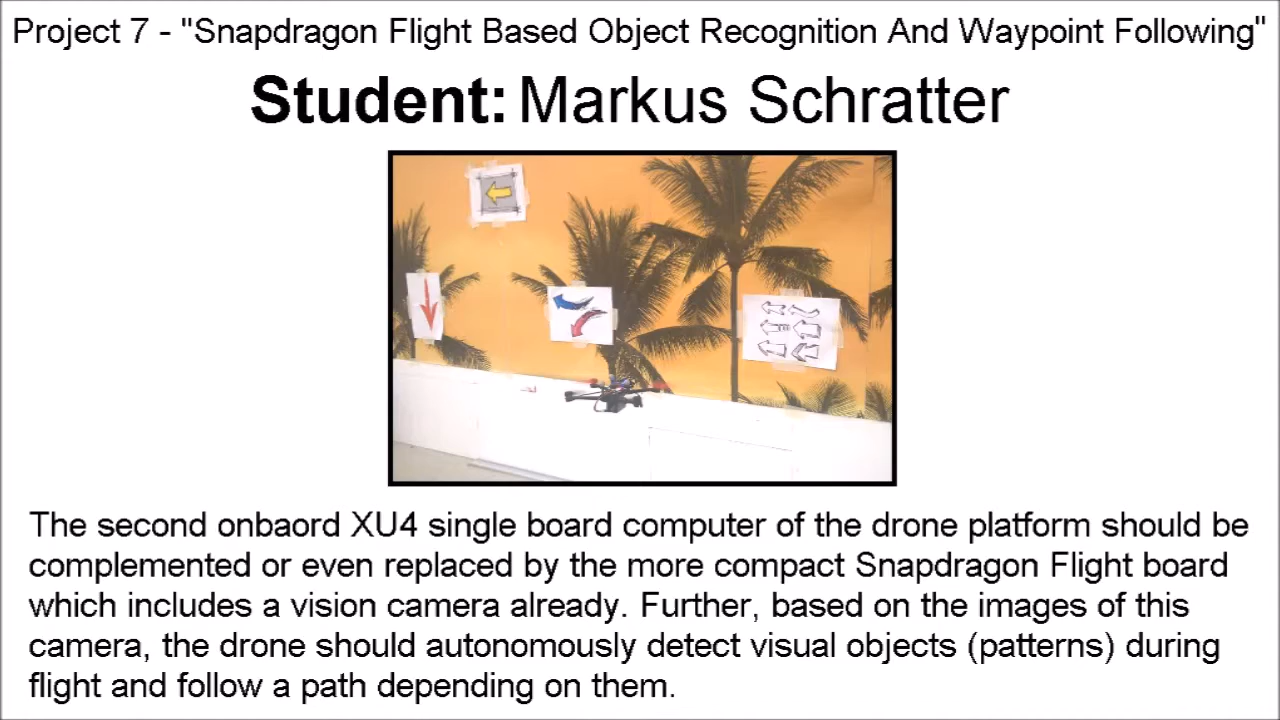 Project 7 - "Snapdragon Flight Based Object Recognition And Waypoint Following"
Student: Markus Schratter
The second onbaord XU4 single board computer of the drone platform should be
complemented or even replaced by the more compact Snapdragon Flight board
which includes a vision camera already. Further, based on the images of this
camera, the drone should autonomously detect visual objects (patterns) during
flight and follow a path depending on them.